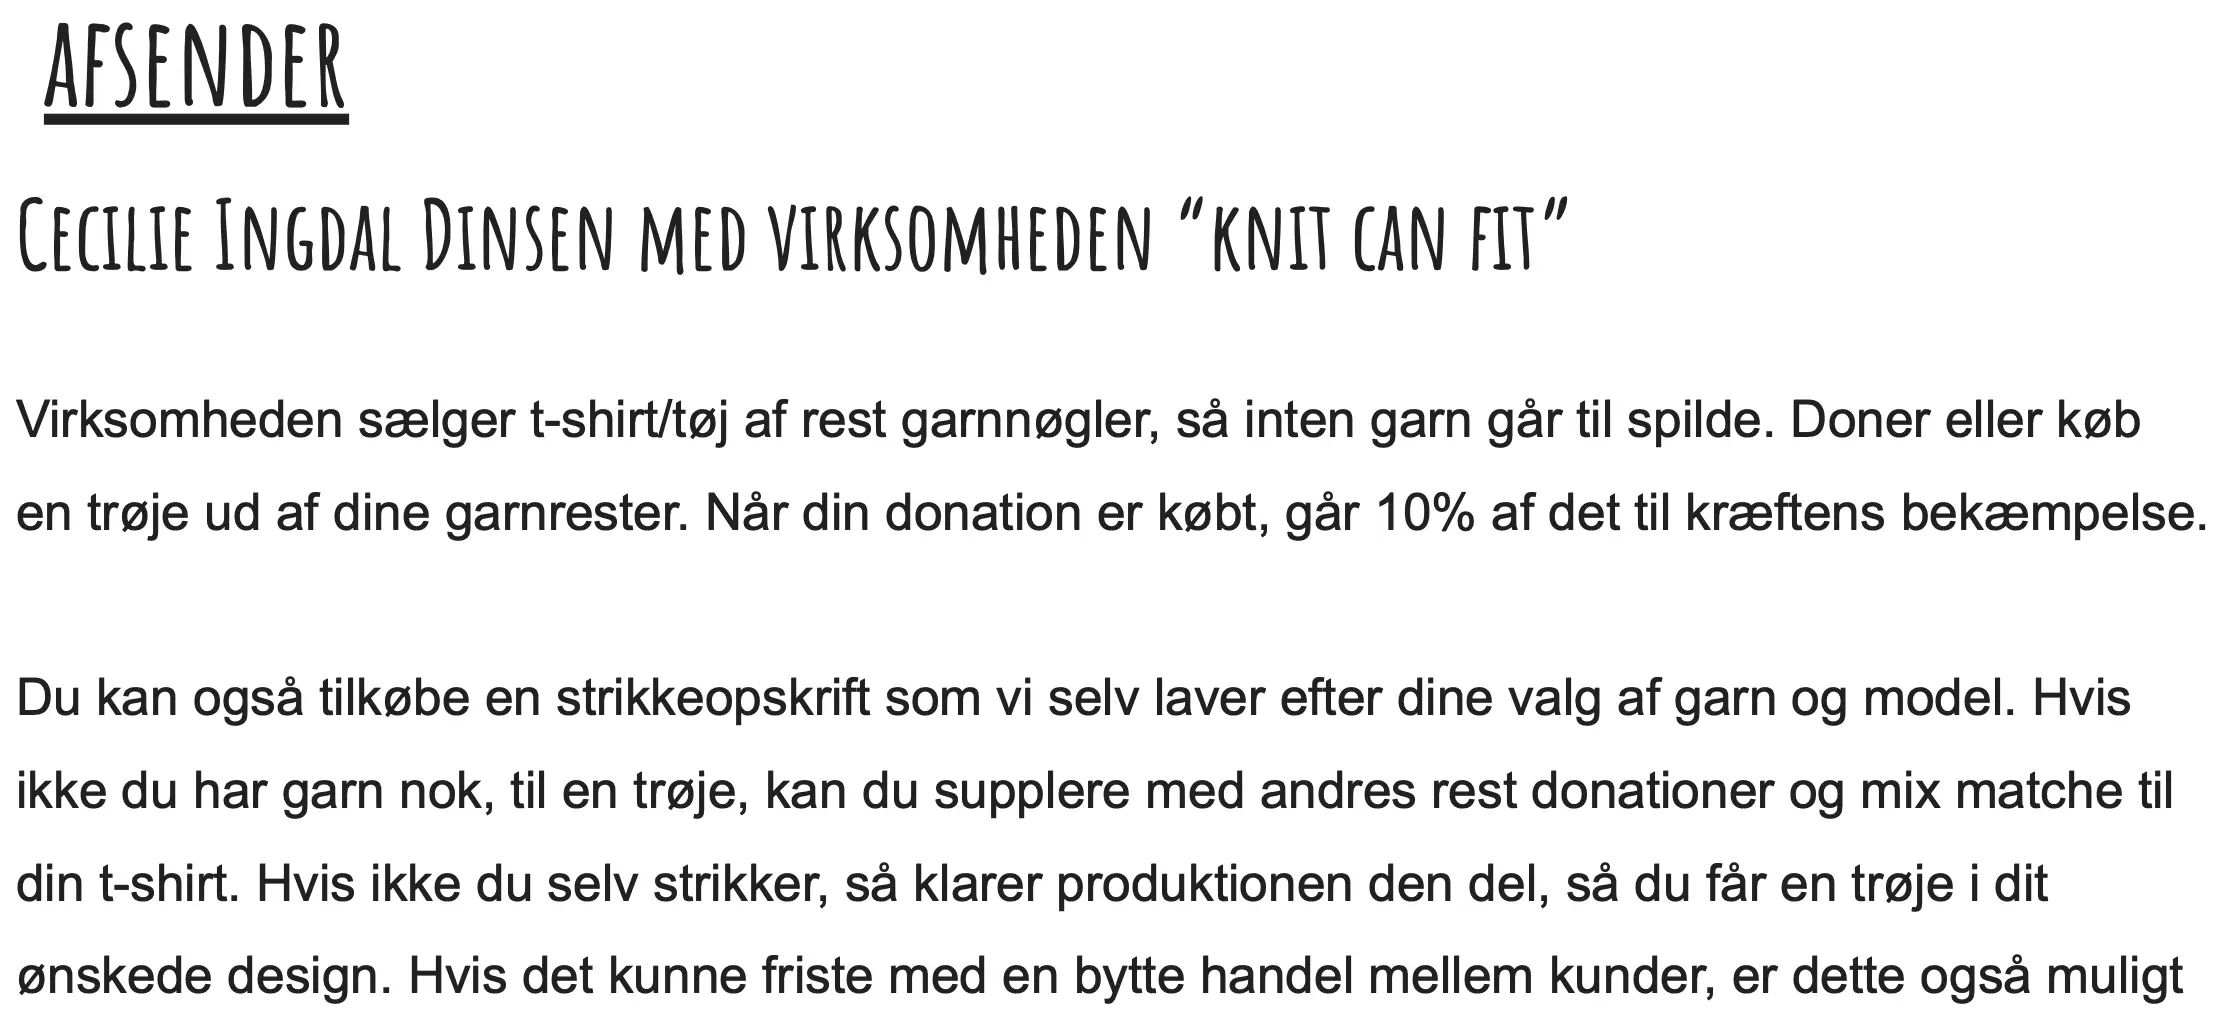 AFSENDER
CECILIE INGDAL DINSEN MED VIRKSOMHEDEN “KNIT CAN FIT”
Virksomheden sælger t-shirt/tøj af rest garnnøgler, så inten garn går til spilde. Doner eller køb
en trøje ud af dine garnrester. Når din donation er købt, går 10% af det til kræftens bekæmpelse.
Du kan også tilkøbe en strikkeopskrift som vi selv laver efter dine valg af garn og model. Hvis
ikke du har garn nok, til en trøje, kan du supplere med andres rest donationer og mix matche til
din t-shirt. Hvis ikke du selv strikker, så klarer produktionen den del, så du får en trøje i dit
ønskede design. Hvis det kunne friste med en bytte handel mellem kunder, er dette også muligt